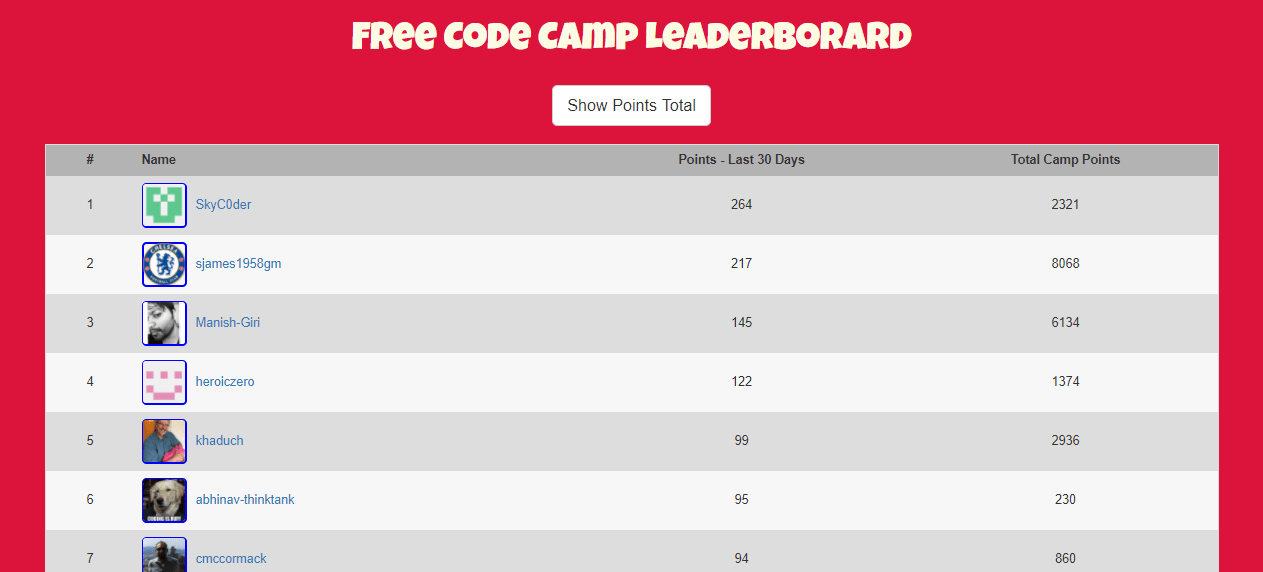 Free Code Camp Leaderborard
Show Points Total
# Name Points - Last 30 Days Total Camp Points
1 SkyC0der 264 2321
2 CHELSEA sjames1958gm 217 8068
3 Manish-Giri 145 6134
4 heroiczero 122 1374
5 khaduch 99 2936
6 abhinav-thinktank 95 230
7 cmccormack 94 860